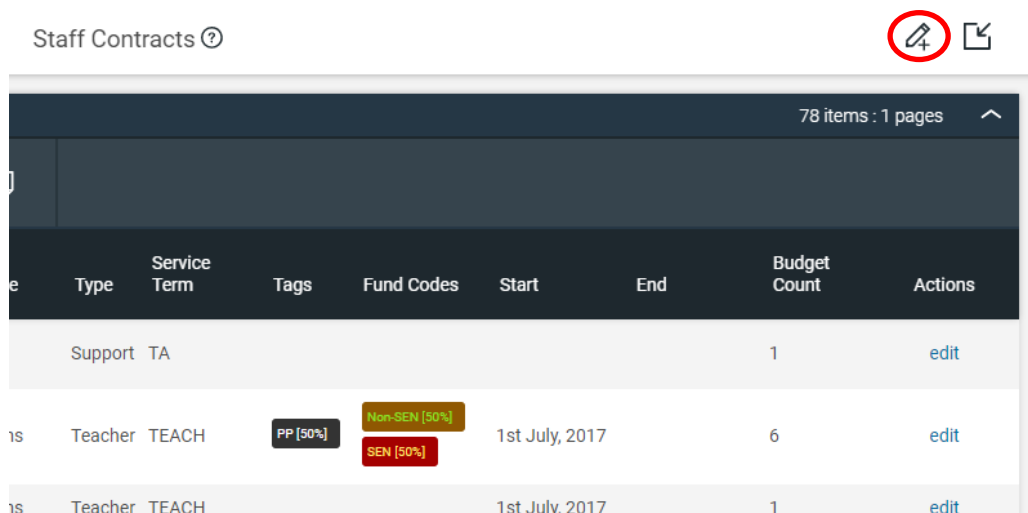 Staff Contracts
78 items : 1 pages
e Type Service Term Tags Fund Codes Start End Budget Count Actions
Support TA 1 edit
ns Teacher TEACH PP [50%] Non-SEN [50%] SEN [50%] 1st July, 2017 6 edit
ns Teacher TEACH 1st July, 2017 1 edit